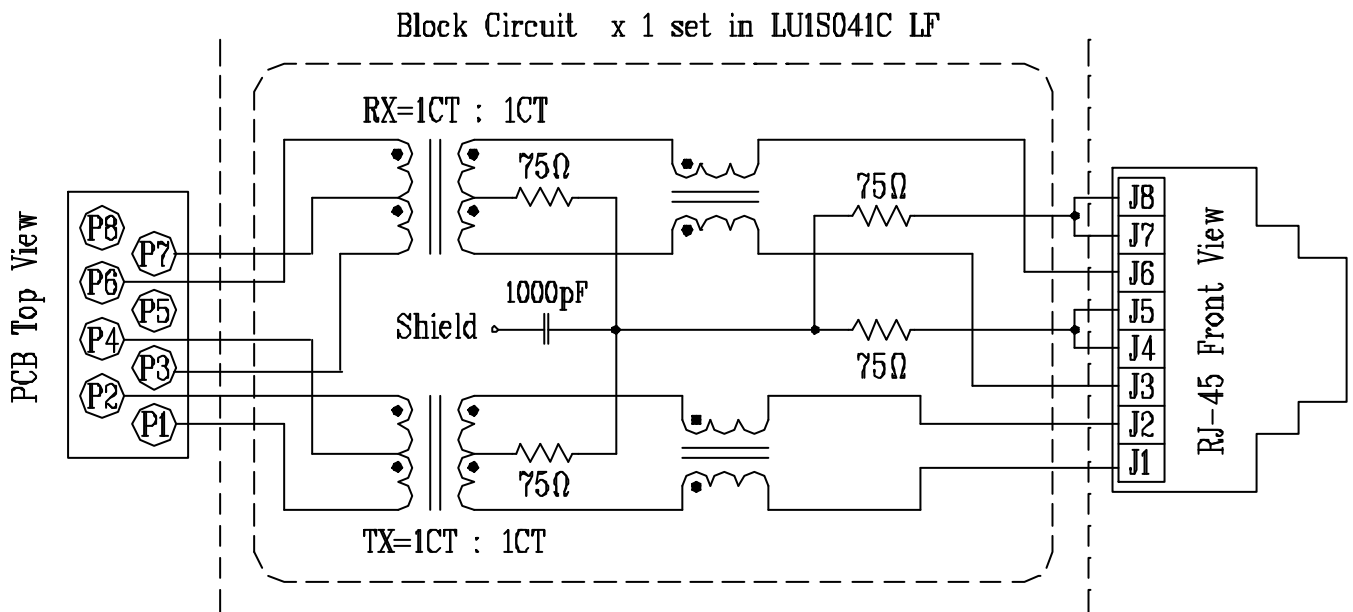 Block Circuit x 1 set in LU1S041C LF
RX=1CT : 1CT
75Ω
75Ω
PCB Top View
P8
P7
P6
P5
P4
P3
P2
P1
1000pF
Shield
75Ω
75Ω
TX=1CT : 1CT
J8
J7
J6
J5
J4
J3
J2
J1
RJ-45 Front View